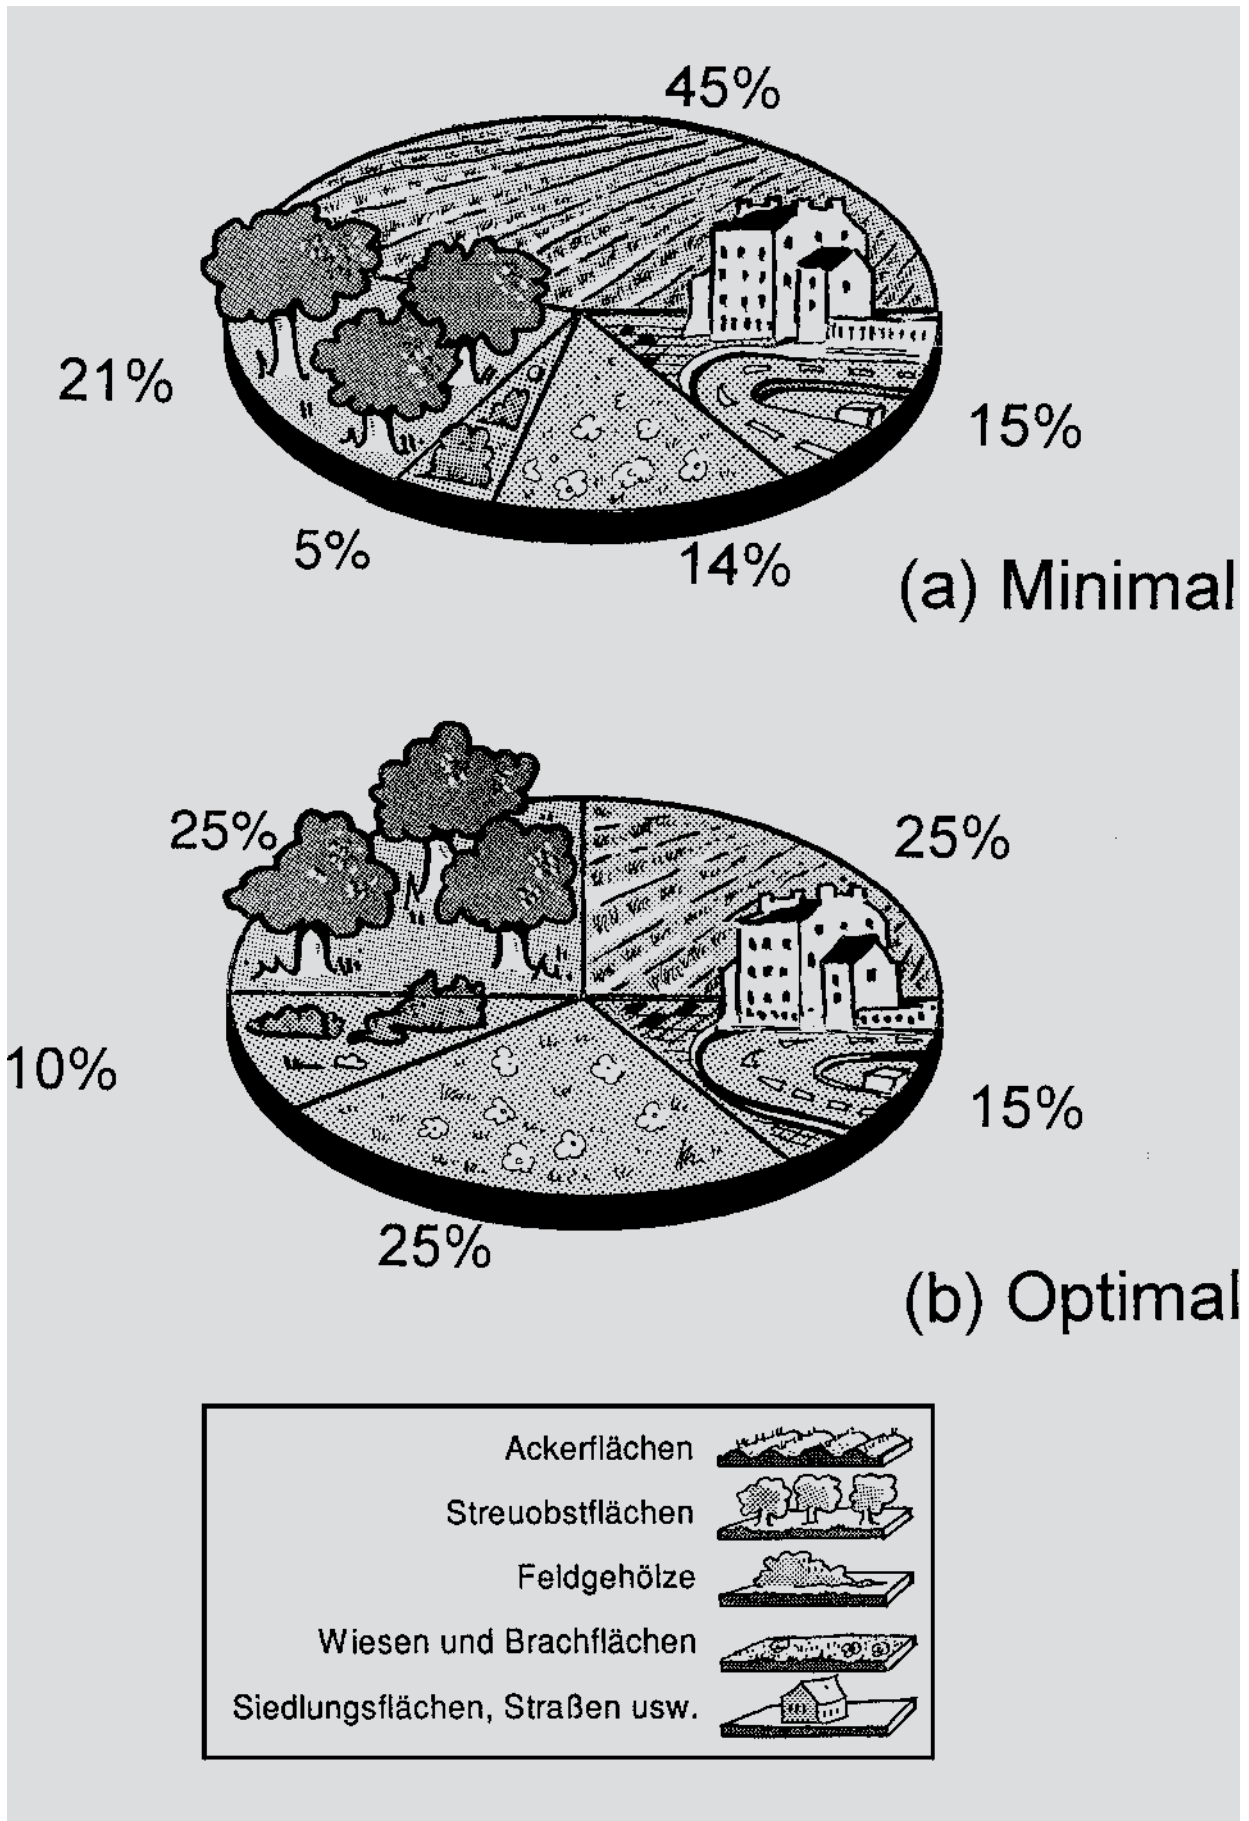 45%
21%
15%
5%
14%
(a) Minimal
25%
25%
10%
15%
25%
(b) Optimal
Ackerflächen
Streuobstflächen
Feldgehölze
Wiesen und Brachflächen
Siedlungsflächen, Straßen usw.